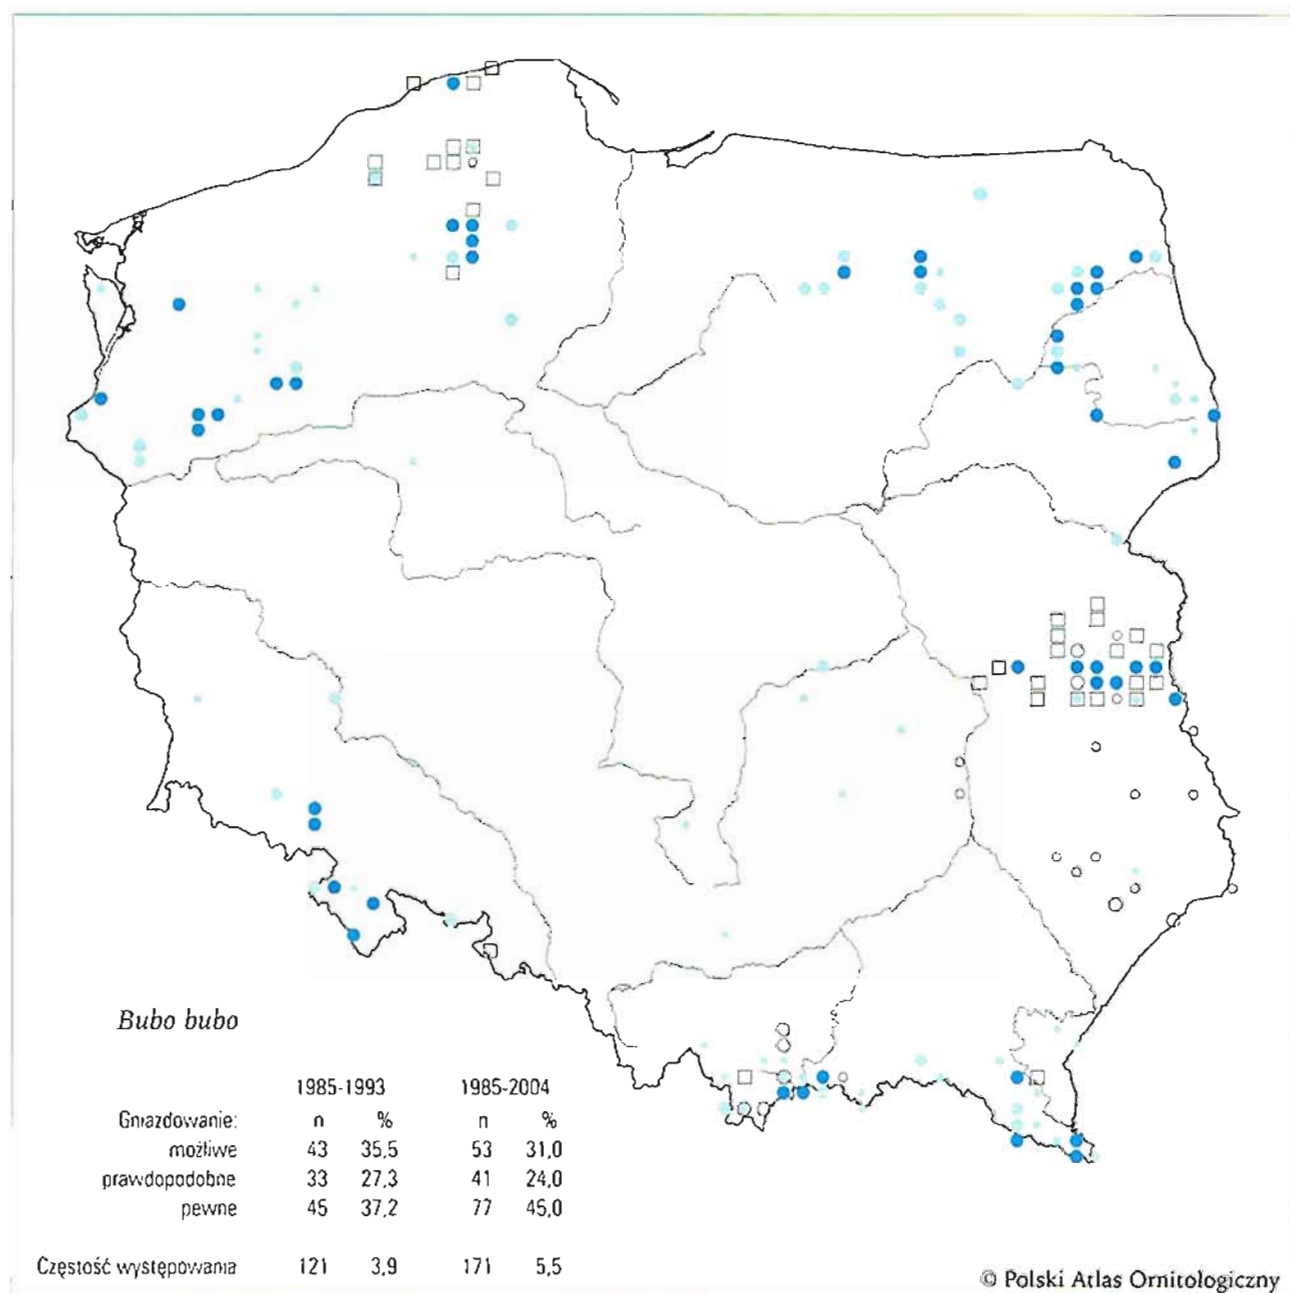 Bubo bubo
1985-1993 1985-2004
Gniazdowanie: n % n %
możliwe 43 35,5 53 31,0
prawdopodobne 33 27,3 41 24,0
pewne 45 37,2 77 45,0
Częstość występowania 121 3,9 171 5,5
© Polski Atlas Ornitologiczny